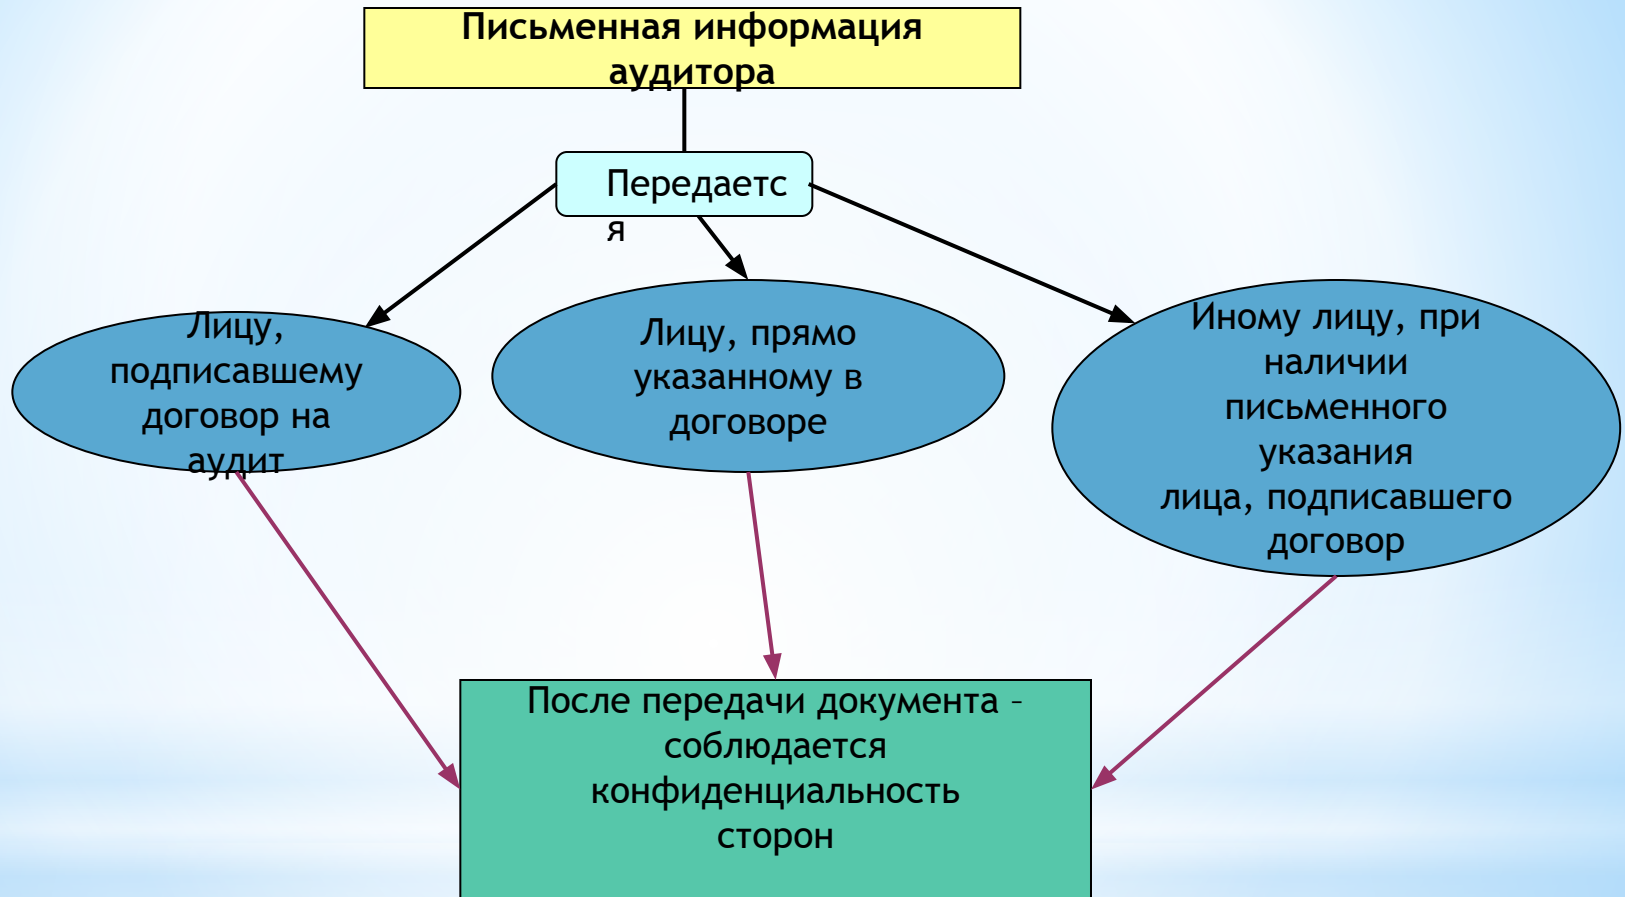 Письменная информация
аудитора
Передаетс
я
Лицу,
подписавшему
договор на
аудит
Лицу, прямо
указанному в
договоре
Иному лицу, при
наличии
письменного
указания
лица, подписавшего
договор
После передачи документа –
соблюдается
конфиденциальность
сторон